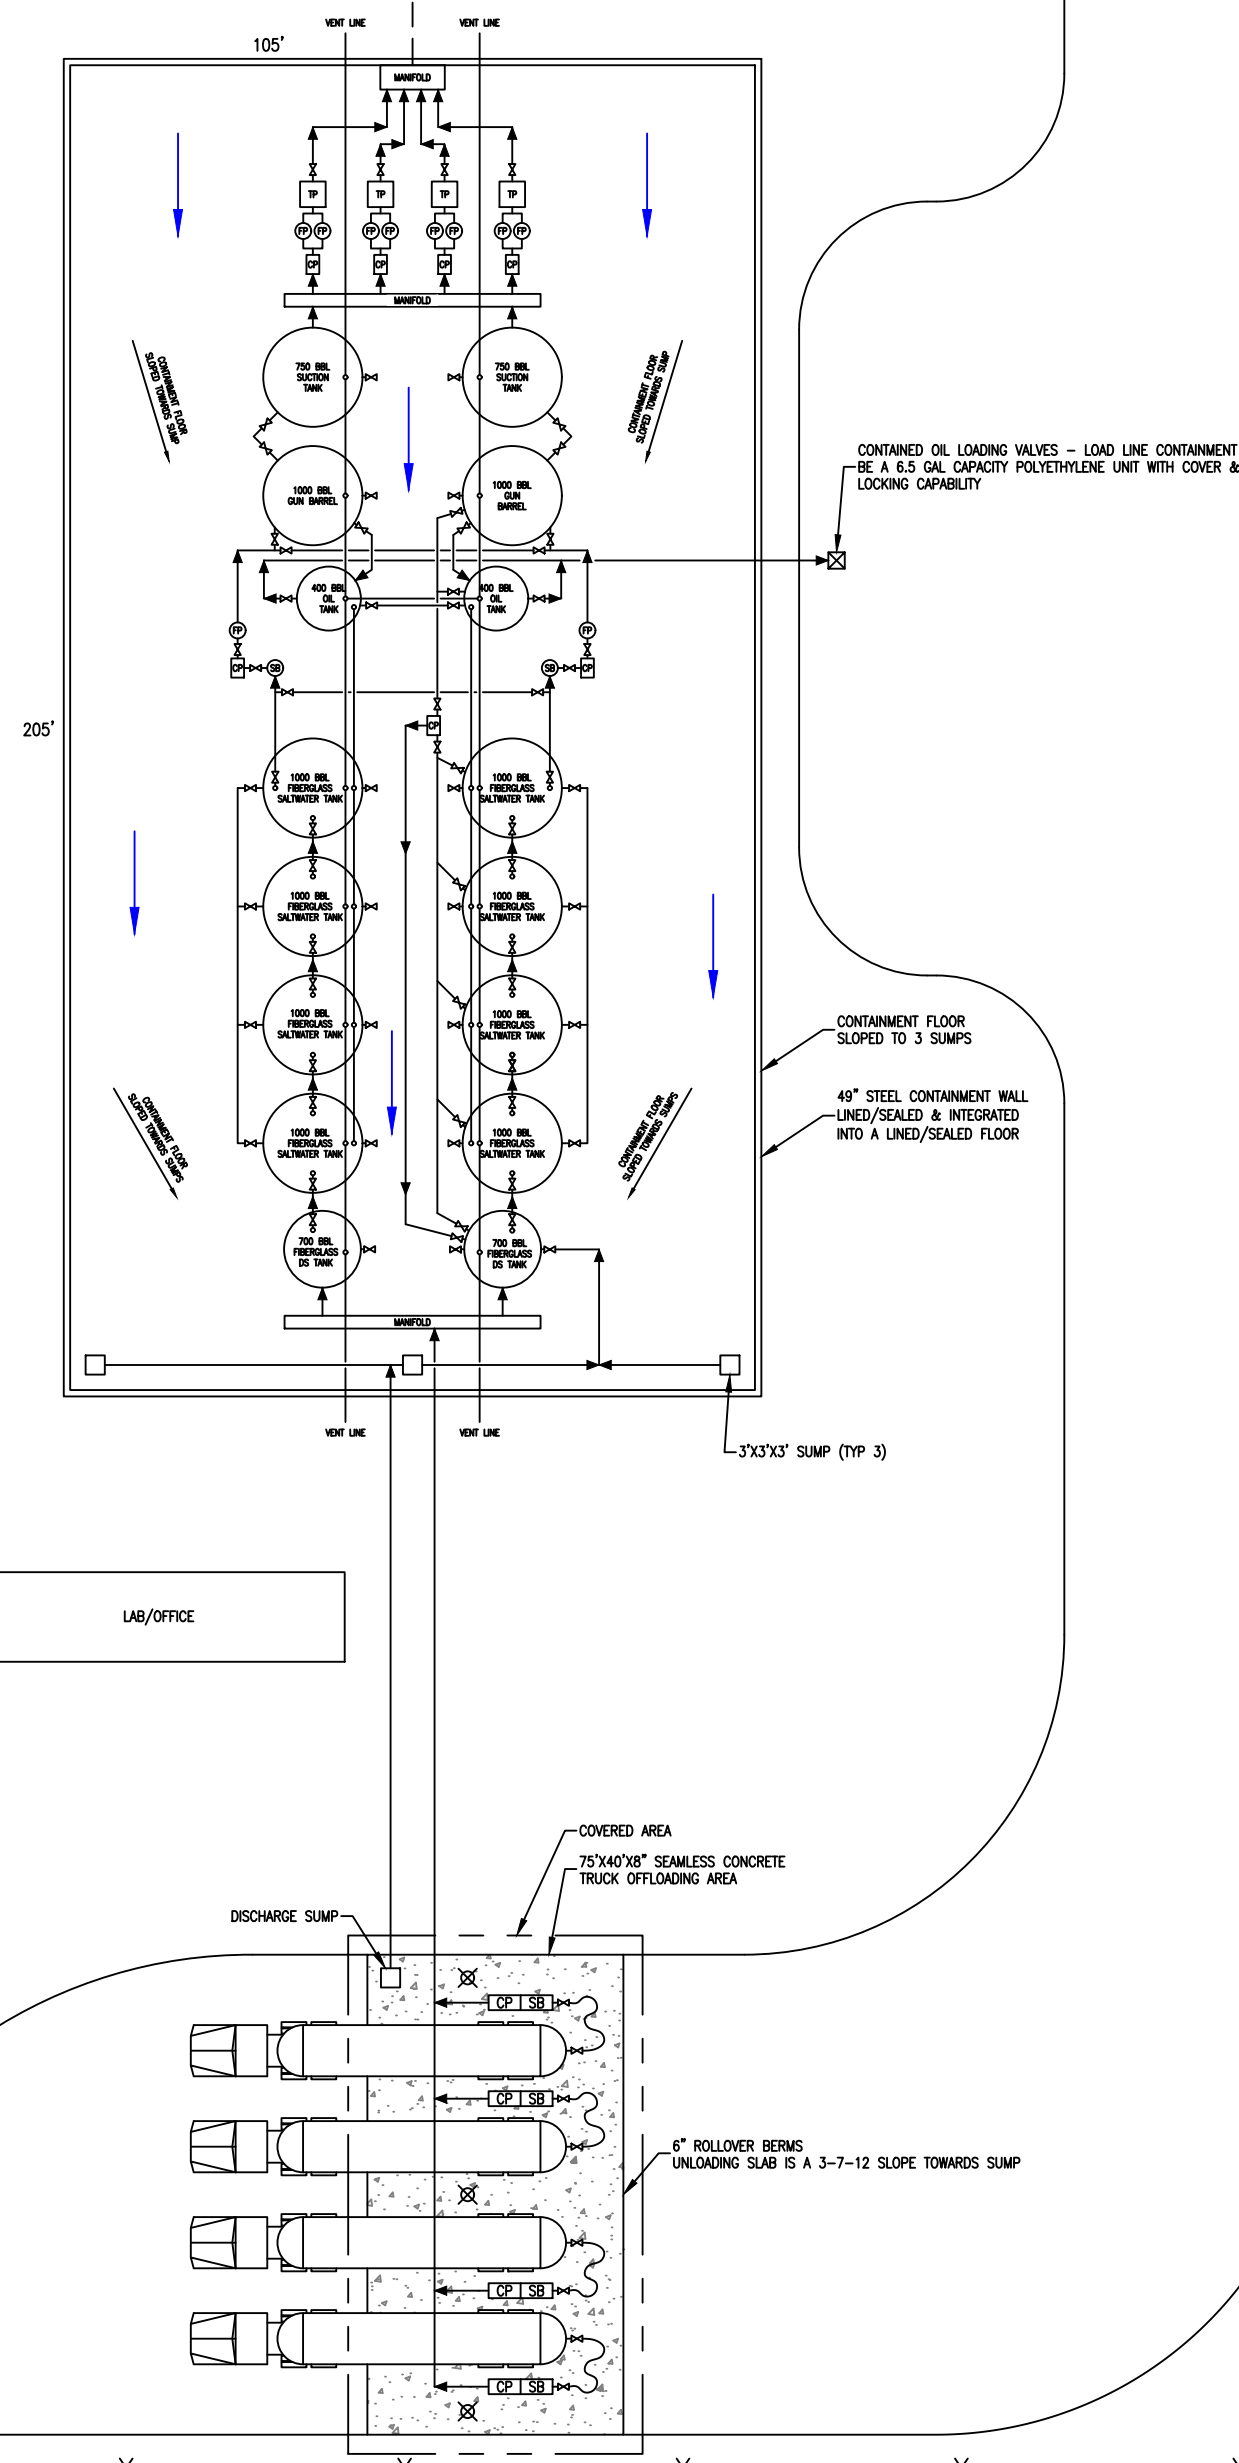 VENT LINE
VENT LINE
105'
MANIFOLD
TP
TP
TP
TP
FP
FP
FP
FP
FP
FP
FP
FP
CP
CP
CP
CP
MANIFOLD
CONTAINMENT FLOOR
SLOPED TOWARDS SUMP
750 BBL
SUCTION
TANK
750 BBL
SUCTION
TANK
CONTAINMENT FLOOR
SLOPED TOWARDS SUMP
CONTAINED OIL LOADING VALVES - LOAD LINE CONTAINMENT
BE A 6.5 GAL CAPACITY POLYETHYLENE UNIT WITH COVER &
LOCKING CAPABILITY
1000 BBL
GUN BARREL
1000 BBL
GUN
BARREL
400 BBL
OIL
TANK
400 BBL
OIL
TANK
FP
FP
CP
SB
SB
CP
205'
CP
1000 BBL
FIBERGLASS
SALTWATER TANK
1000 BBL
FIBERGLASS
SALTWATER TANK
1000 BBL
FIBERGLASS
SALTWATER TANK
1000 BBL
FIBERGLASS
SALTWATER TANK
1000 BBL
FIBERGLASS
SALTWATER TANK
1000 BBL
FIBERGLASS
SALTWATER TANK
CONTAINMENT FLOOR
SLOPED TO 3 SUMPS
49" STEEL CONTAINMENT WALL
LINED/SEALED & INTEGRATED
INTO A LINED/SEALED FLOOR
CONTAINMENT FLOOR
SLOPED TOWARDS SUMPS
1000 BBL
FIBERGLASS
SALTWATER TANK
1000 BBL
FIBERGLASS
SALTWATER TANK
CONTAINMENT FLOOR
SLOPED TOWARDS SUMPS
700 BBL
FIBERGLASS
DS TANK
700 BBL
FIBERGLASS
DS TANK
MANIFOLD
VENT LINE
VENT LINE
3'X3'X3' SUMP (TYP 3)
LAB/OFFICE
COVERED AREA
75'X40'X8" SEAMLESS CONCRETE
TRUCK OFFLOADING AREA
DISCHARGE SUMP
CP SB
CP SB
6" ROLLOVER BERMS
UNLOADING SLAB IS A 3-7-12 SLOPE TOWARDS SUMP
CP SB
CP SB